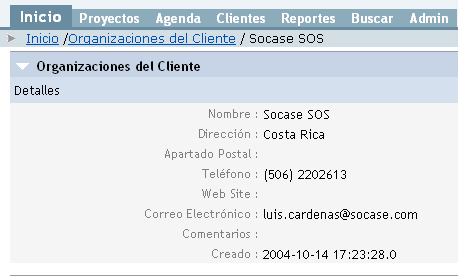 Inicio Proyectos Agenda Clientes Reportes Buscar Admin
Inicio /Organizaciones del Cliente / Socase SOS
Organizaciones del Cliente
Detalles
Nombre : Socase SOS
Dirección : Costa Rica
Apartado Postal :
Teléfono : (506) 2202613
Web Site :
Correo Electrónico : luis.cardenas@socase.com
Comentarios :
Creado : 2004-10-14 17:23:28.0